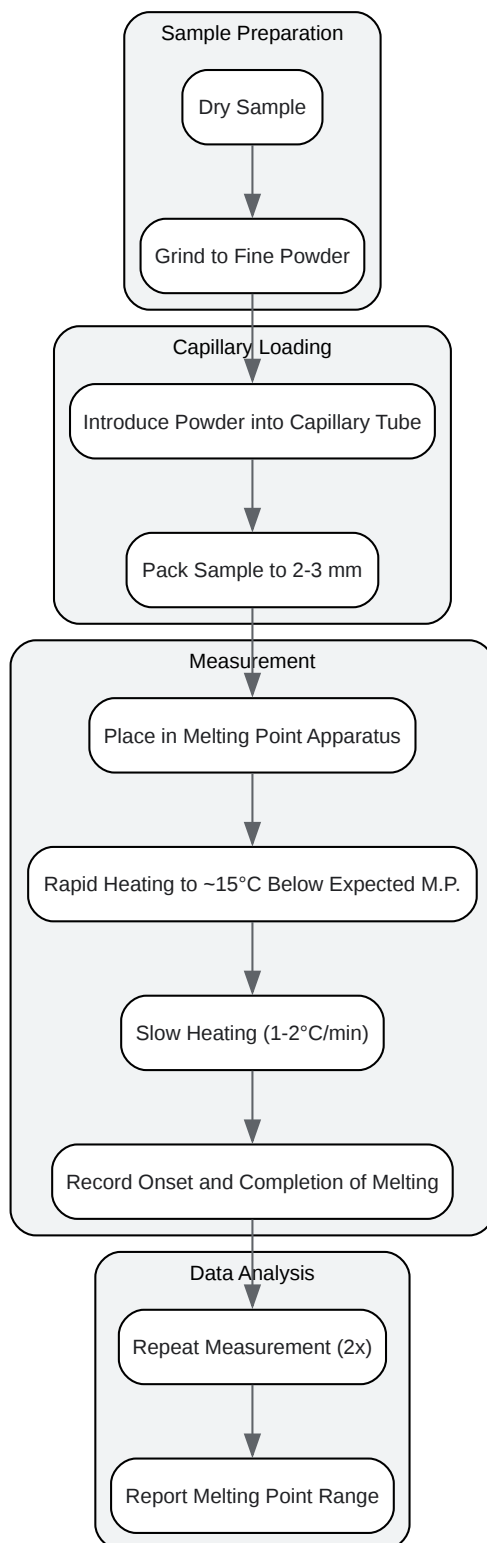 Sample Preparation
Dry Sample
Grind to Fine Powder
Capillary Loading
Introduce Powder into Capillary Tube
Pack Sample to 2-3 mm
Measurement
Place in Melting Point Apparatus
Rapid Heating to ~15°C Below Expected M.P.
Slow Heating (1-2°C/min)
Record Onset and Completion of Melting
Data Analysis
Repeat Measurement (2x)
Report Melting Point Range